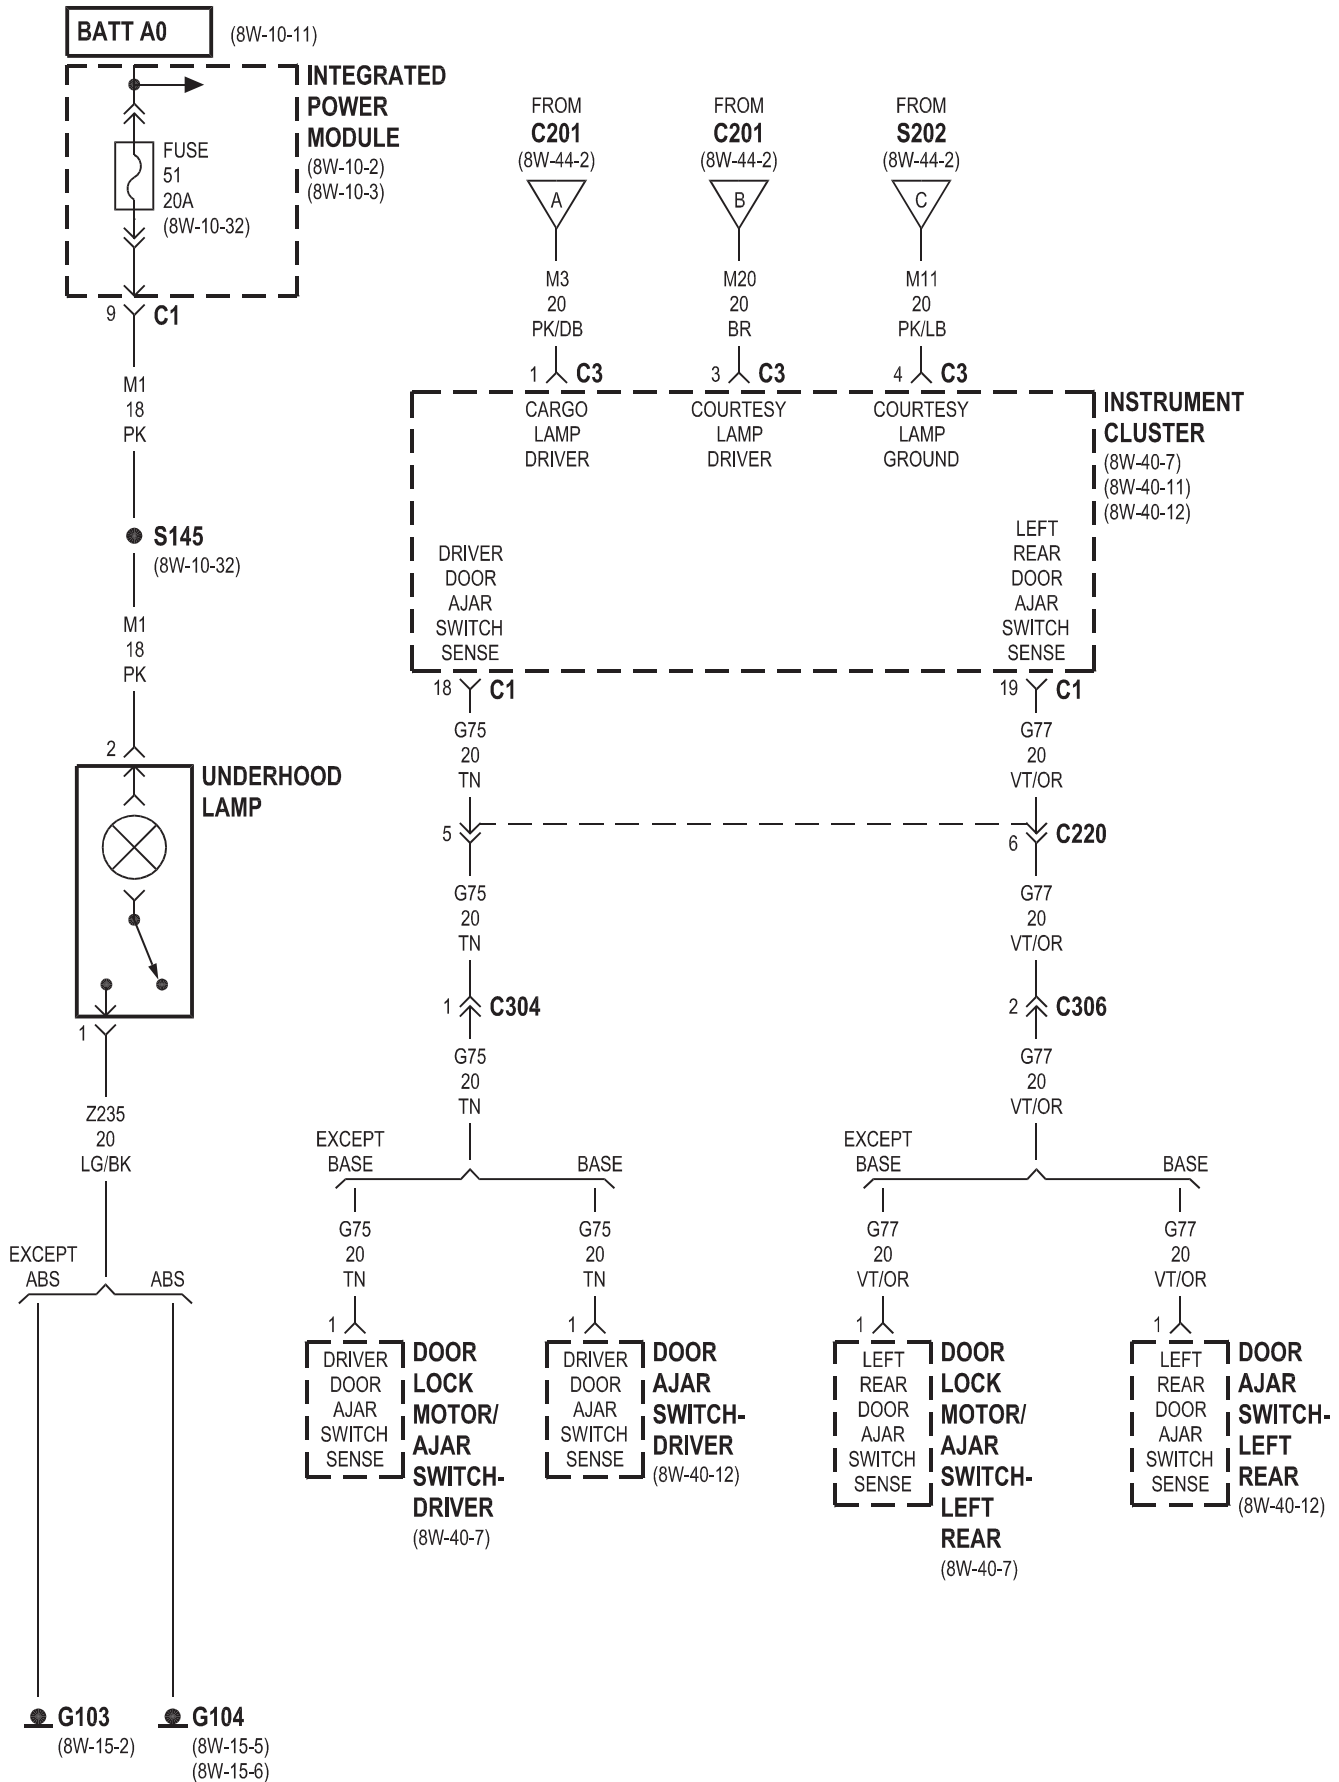 BATT A0
(8W-10-11)
INTEGRATED
POWER
MODULE
(8W-10-2)
(8W-10-3)
FUSE
51
20A
(8W-10-32)
9
C1
M1
18
PK
S145
(8W-10-32)
M1
18
PK
2
UNDERHOOD
LAMP
1
Z235
20
LG/BK
EXCEPT
ABS
ABS
G103
(8W-15-2)
G104
(8W-15-5)
(8W-15-6)
FROM
C201
(8W-44-2)
A
M3
20
PK/DB
1
C3
FROM
C201
(8W-44-2)
B
M20
20
BR
3
C3
FROM
S202
(8W-44-2)
C
M11
20
PK/LB
4
C3
CARGO
LAMP
DRIVER
COURTESY
LAMP
DRIVER
COURTESY
LAMP
GROUND
INSTRUMENT
CLUSTER
(8W-40-7)
(8W-40-11)
(8W-40-12)
DRIVER
DOOR
AJAR
SWITCH
SENSE
LEFT
REAR
DOOR
AJAR
SWITCH
SENSE
18
C1
G75
20
TN
5
G75
20
TN
1
C304
G75
20
TN
19
C1
G77
20
VT/OR
6
C220
G77
20
VT/OR
2
C306
G77
20
VT/OR
EXCEPT
BASE
BASE
G75
20
TN
1
DRIVER
DOOR
AJAR
SWITCH
SENSE
DOOR
LOCK
MOTOR/
AJAR
SWITCH-
DRIVER
(8W-40-7)
G75
20
TN
1
DRIVER
DOOR
AJAR
SWITCH
SENSE
DOOR
AJAR
SWITCH-
DRIVER
(8W-40-12)
EXCEPT
BASE
BASE
G77
20
VT/OR
1
LEFT
REAR
DOOR
AJAR
SWITCH
SENSE
DOOR
LOCK
MOTOR/
AJAR
SWITCH-
LEFT
REAR
(8W-40-7)
G77
20
VT/OR
1
LEFT
REAR
DOOR
AJAR
SWITCH
SENSE
DOOR
AJAR
SWITCH-
LEFT
REAR
(8W-40-12)